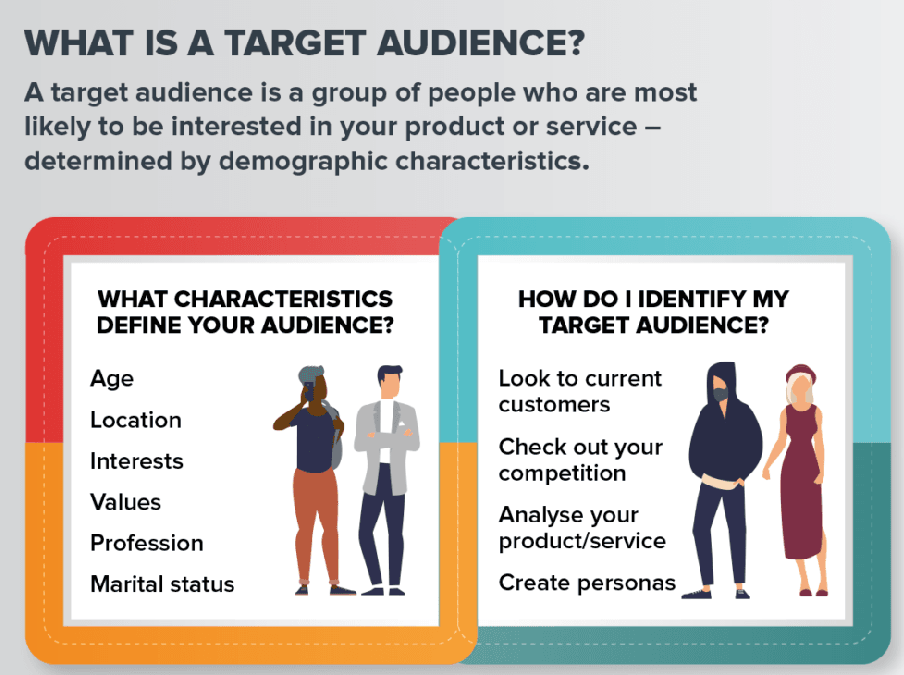 WHAT IS A TARGET AUDIENCE?
A target audience is a group of people who are most
likely to be interested in your product or service –
determined by demographic characteristics.
WHAT CHARACTERISTICS
DEFINE YOUR AUDIENCE?
Age
Location
Interests
Values
Profession
Marital status
HOW DO I IDENTIFY MY
TARGET AUDIENCE?
Look to current
customers
Check out your
competition
Analyse your
product/service
Create personas